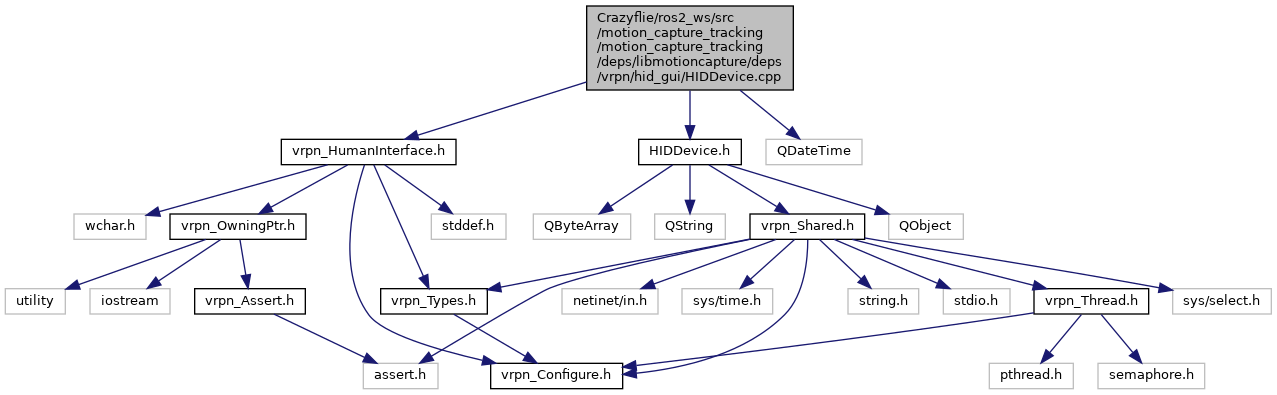 Crazyflie/ros2_ws/src
/motion_capture_tracking
/motion_capture_tracking
/deps/libmotioncapture/deps
/vrpn/hid_gui/HIDDevice.cpp
vrpn_HumanInterface.h
HIDDevice.h
QDateTime
wchar.h
vrpn_OwningPtr.h
stddef.h
QByteArray
QString
vrpn_Shared.h
QObject
utility
iostream
vrpn_Assert.h
vrpn_Types.h
netinet/in.h
sys/time.h
string.h
stdio.h
vrpn_Thread.h
sys/select.h
assert.h
vrpn_Configure.h
pthread.h
semaphore.h